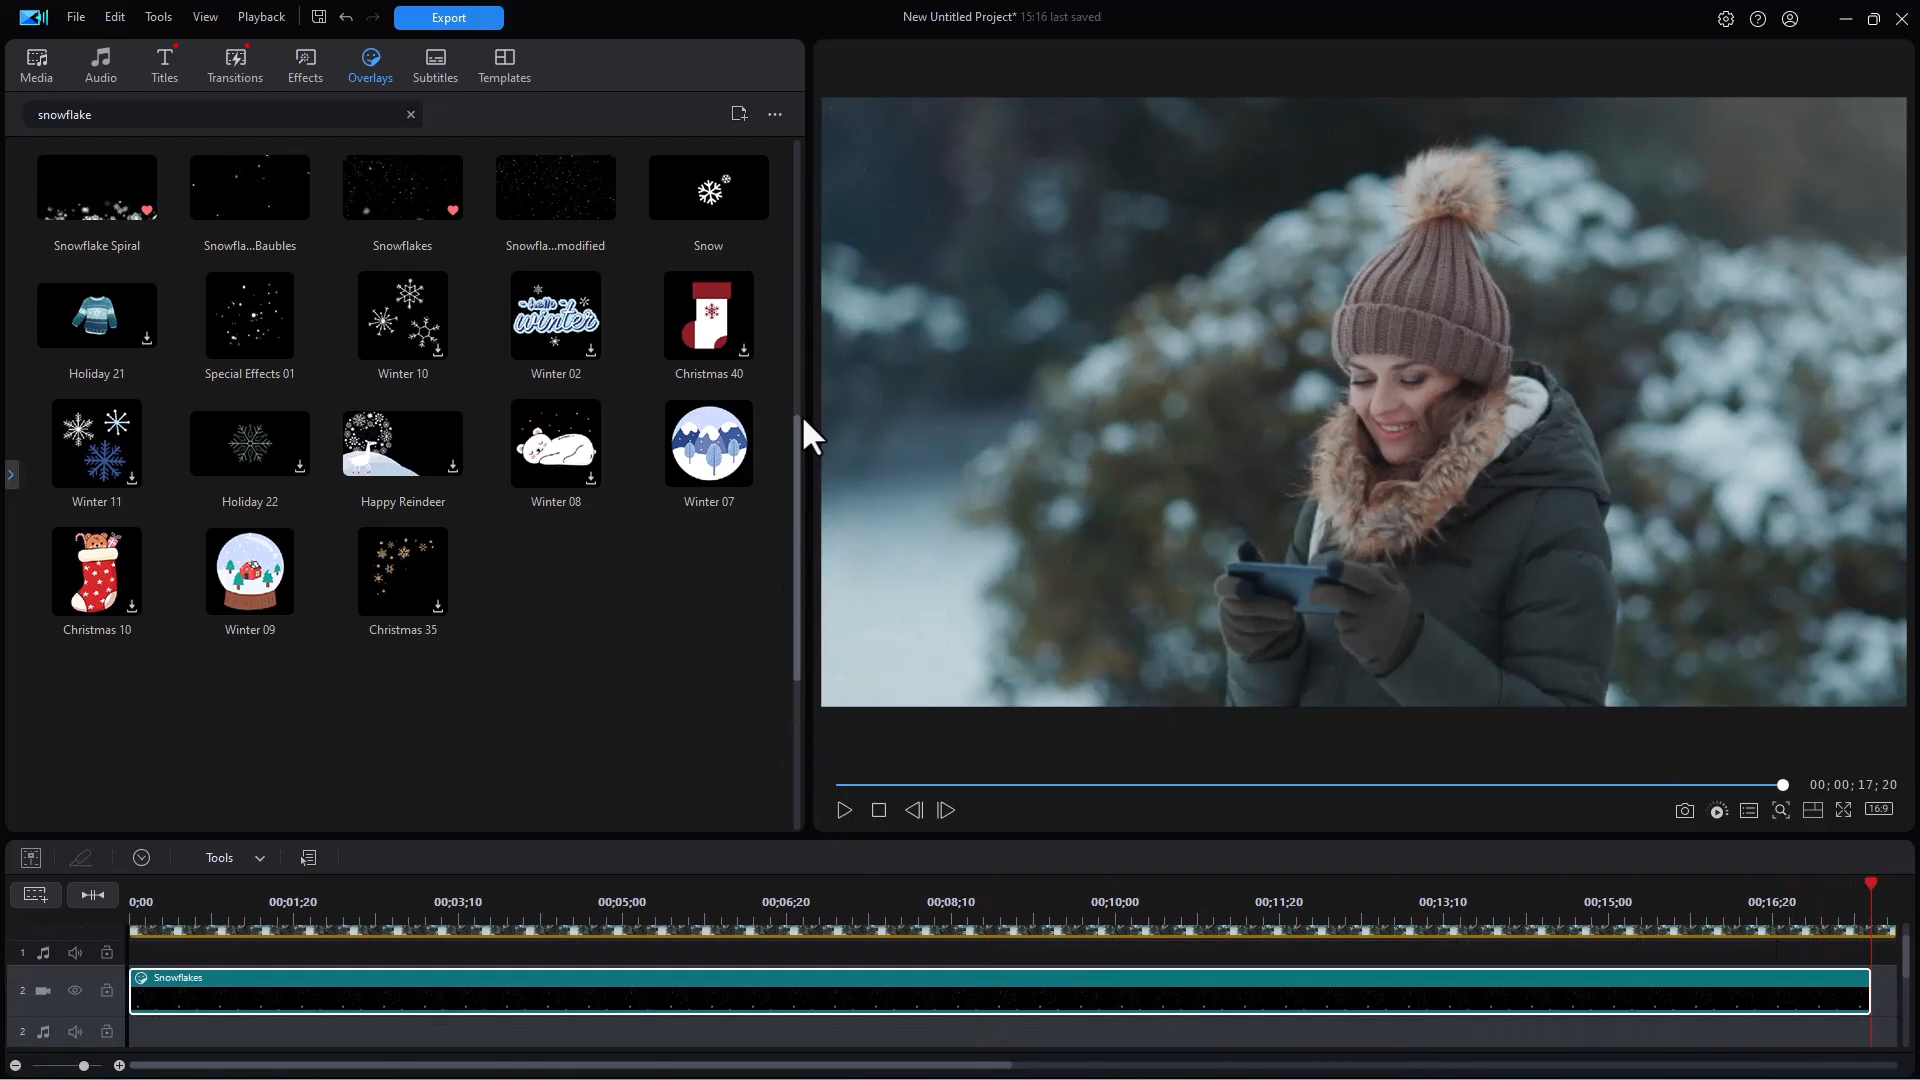 File Edit Tools View Playback Export New Untitled Project* 15:16 last saved
Media Audio Titles Transitions Effects Overlays Subtitles Templates
snowflake
Snowflake Spiral Snowfla...Baubles Snowflakes Snowfla...modified Snow
hello
winter
Holiday 21 Special Effects 01 Winter 10 Winter 02 Christmas 40
Winter 11 Holiday 22 Happy Reindeer Winter 08 Winter 07
Christmas 10 Winter 09 Christmas 35
00; 00; 17; 20
16:9
Tools
0;00 00;01;20 00;03;10 00;05;00 00;06;20 00;08;10 00;10;00 00;11;20 00;13;10 00;15;00 00;16;20
1
Snowflakes
2
2